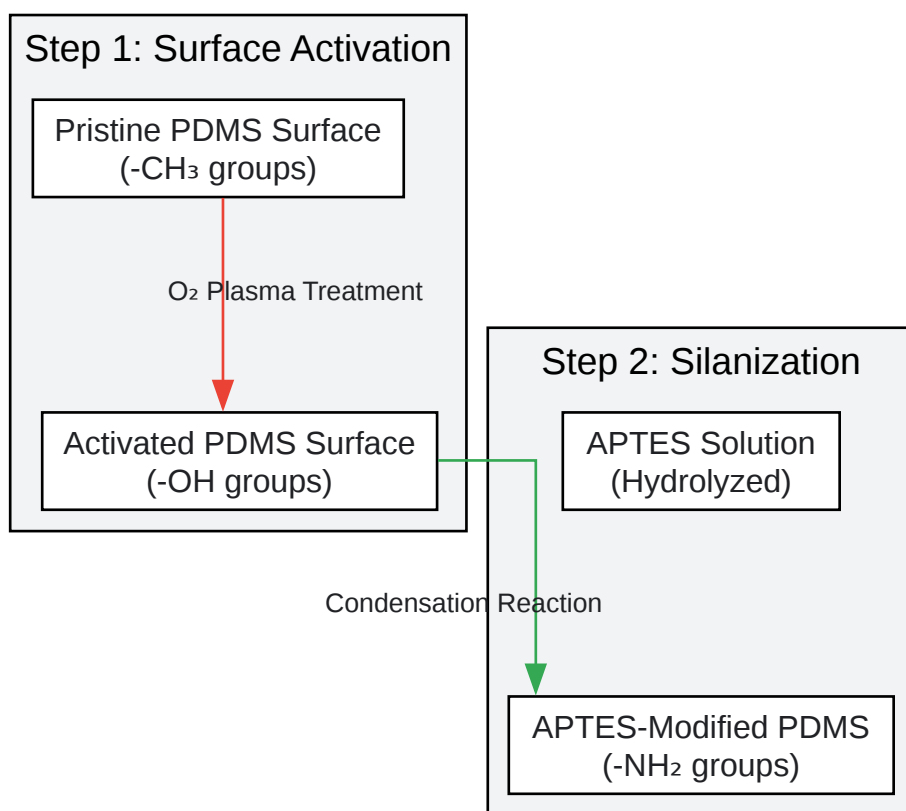 Step 1: Surface Activation
Pristine PDMS Surface
(-CH₃ groups)
O₂ Plasma Treatment
Activated PDMS Surface
(-OH groups)
Step 2: Silanization
APTES Solution
(Hydrolyzed)
Condensation Reaction
APTES-Modified PDMS
(-NH₂ groups)